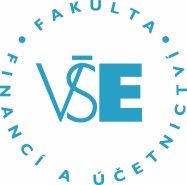 • FAKULTA •
FINANCÍ A ÚČETNICTVÍ
VŠE